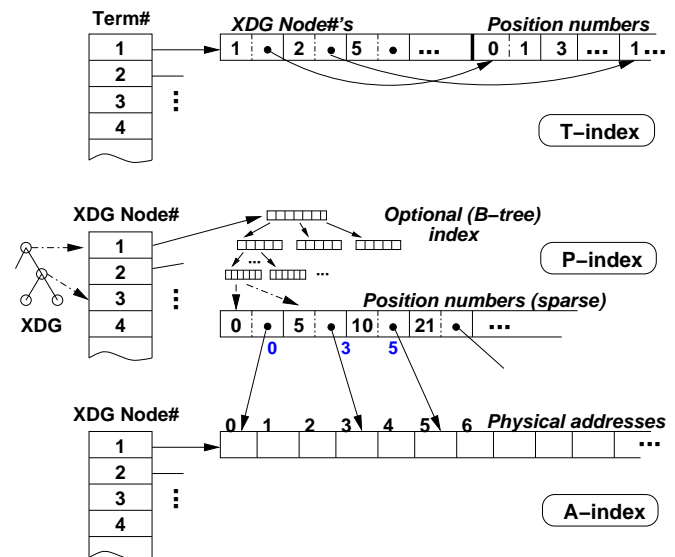 Term#
XDG Node#'s
Position numbers
1 2 5 ... 0 1 3 ... 1 ...
1
2
3
4
...
T–index
XDG Node#
Optional (B–tree)
index
1
2
3
4
...
XDG
...
...
P–index
Position numbers (sparse)
0 5 10 21 ...
0 3 5
XDG Node#
0 1 2 3 4 5 6
Physical addresses
...
1
2
3
4
...
A–index